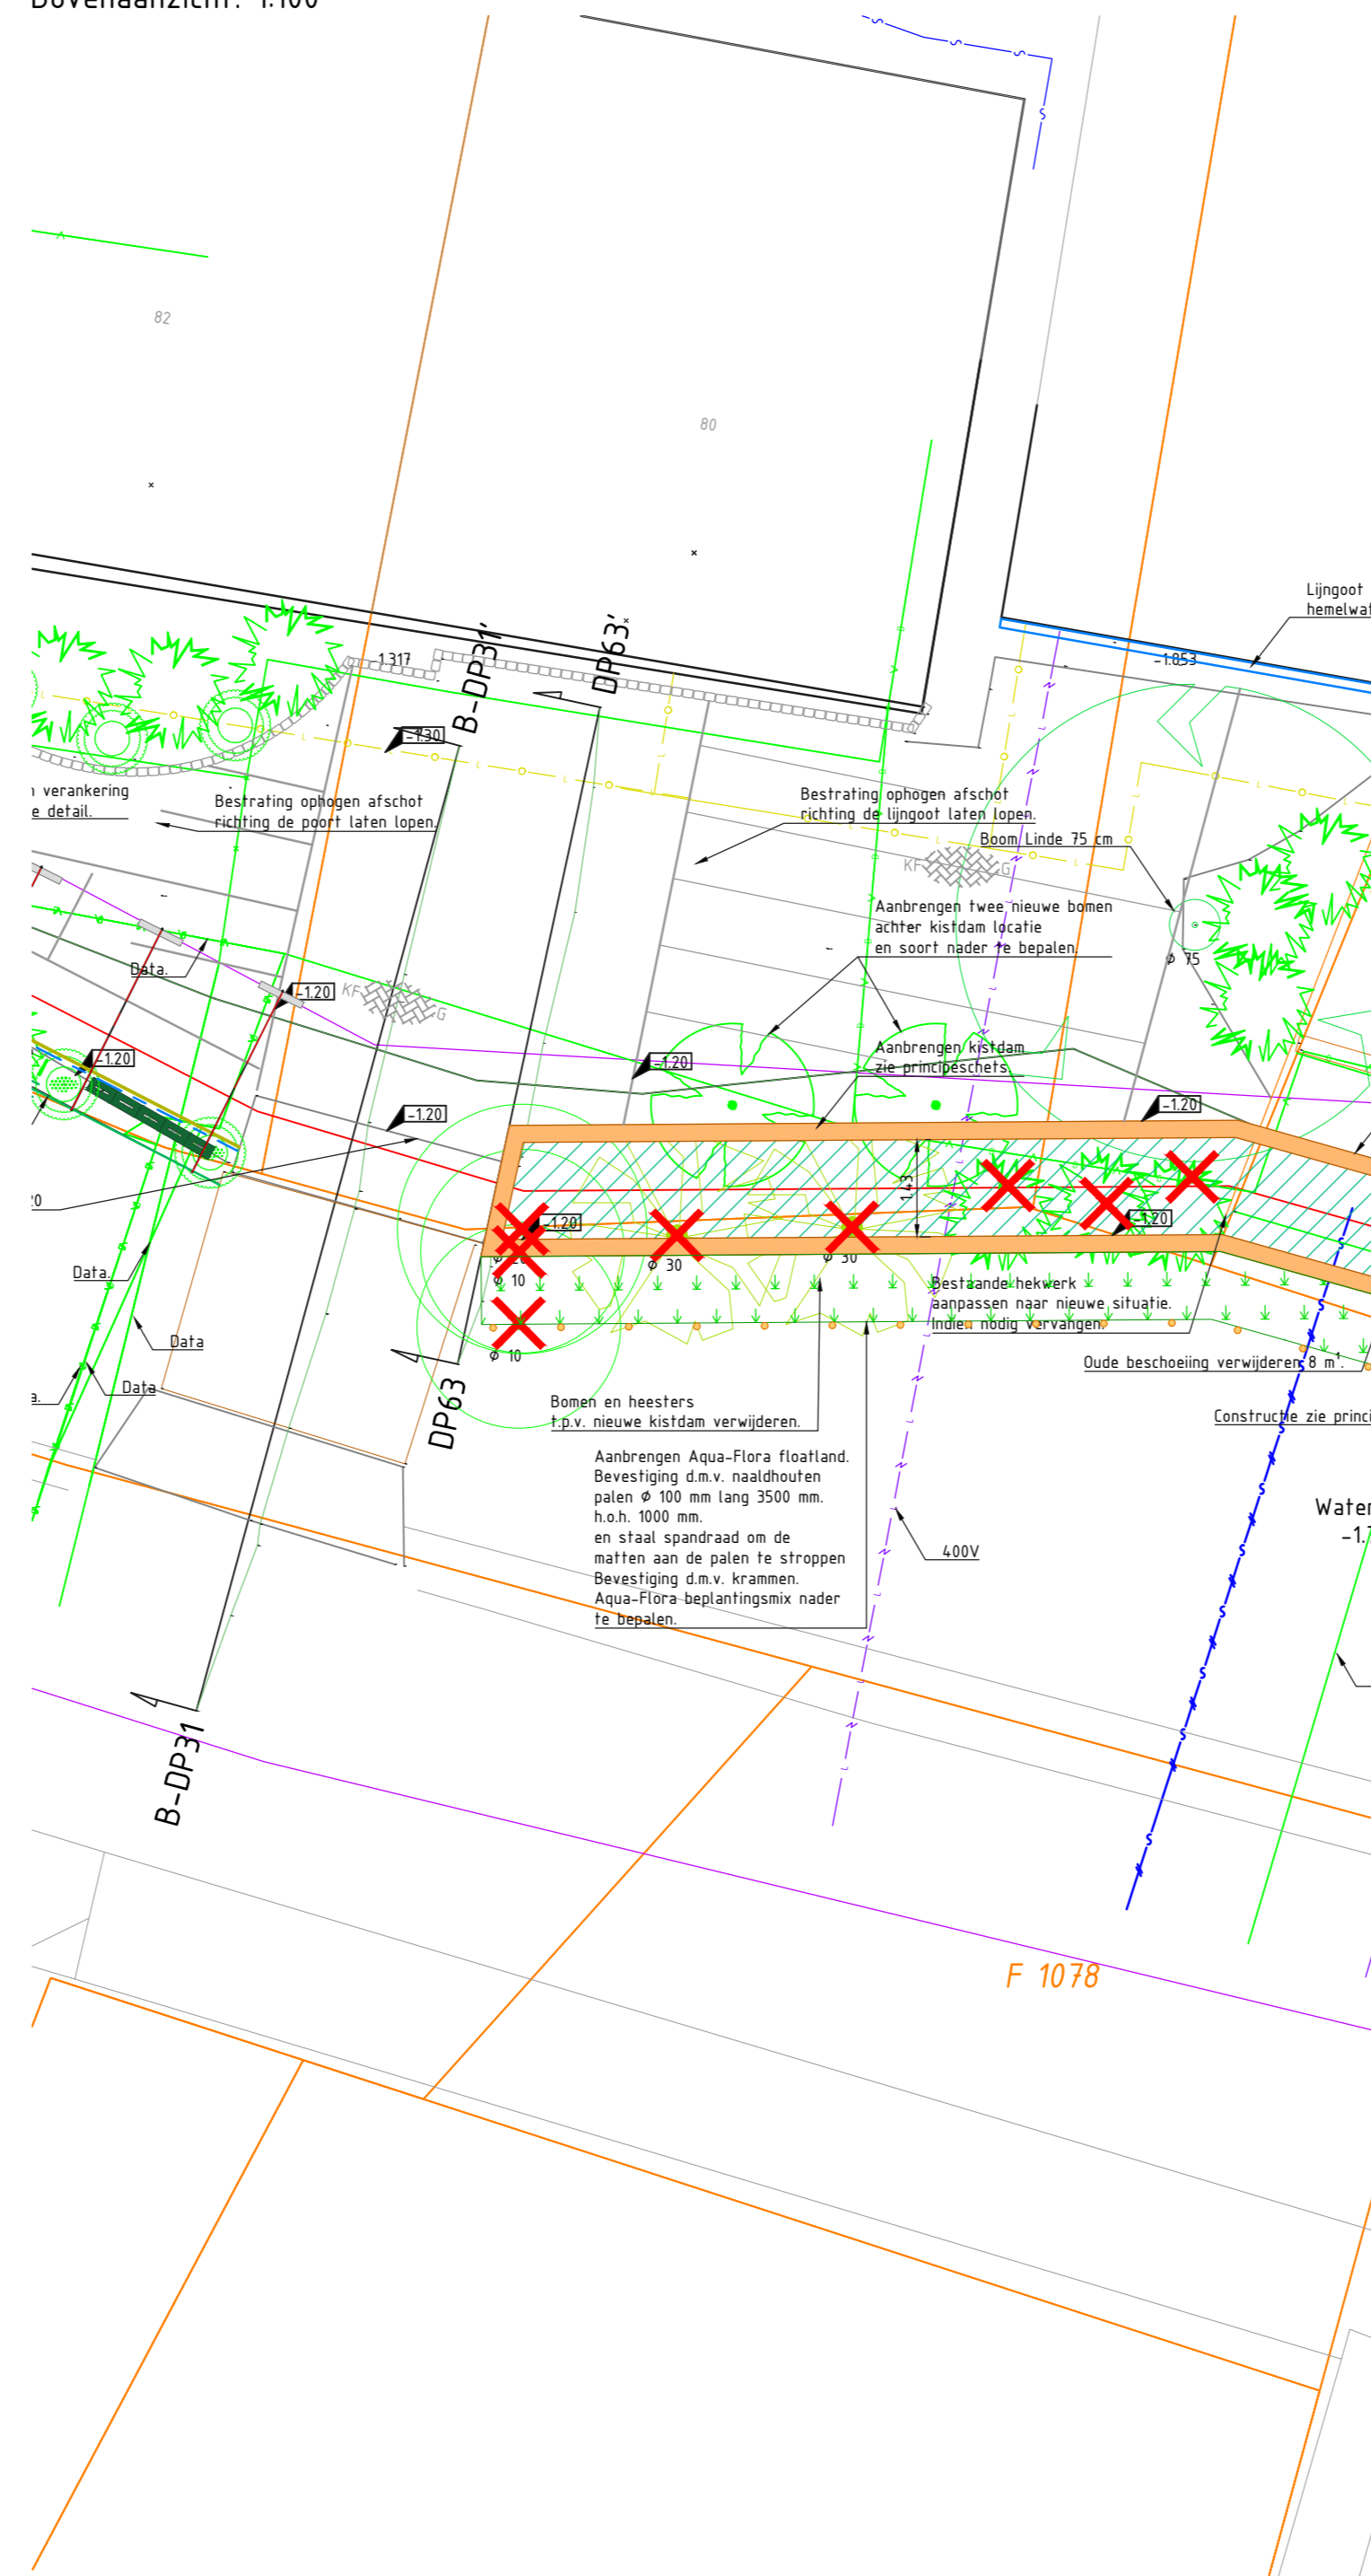 Bovenaanzicht: 1:100
82
80
Lijngoot
-1.317
B-DP31'
DP63'
-1.853
-1.30
verankering
e detail.
Bestrating ophogen afschot
richting de poort laten lopen.
Bestrating ophogen afschot
richting de lijngoot laten lopen.
Boom Linde 75 cm
KF
G
Aanbrengen twee nieuwe bomen
achter kistdam locatie
en soort nader te bepalen.
Ø 75
Data.
-1.20
KF
G
-1.20
-1.20
Aanbrengen kistdam
zie principeschets.
-1.20
-1.20
1.43
-1.20
-1.20
Ø 10
Ø 30
Ø 30
Ø 10
Data.
Data
Data
Bestaande hekwerk
aanpassen naar nieuwe situatie.
Indien nodig vervangen.
Oude beschoeiing verwijderen 8 m¹.
DP63
Bomen en heesters
t.p.v. nieuwe kistdam verwijderen.
Constructie zie
Aanbrengen Aqua-Flora floatland.
Bevestiging d.m.v. naaldhouten
palen Ø 100 mm lang 3500 mm.
h.o.h. 1000 mm.
en staal spandraad om de
matten aan de palen te stroppen
Bevestiging d.m.v. krammen.
Aqua-Flora beplantingsmix nader
te bepalen.
400V
Water
B-DP31
F 1078